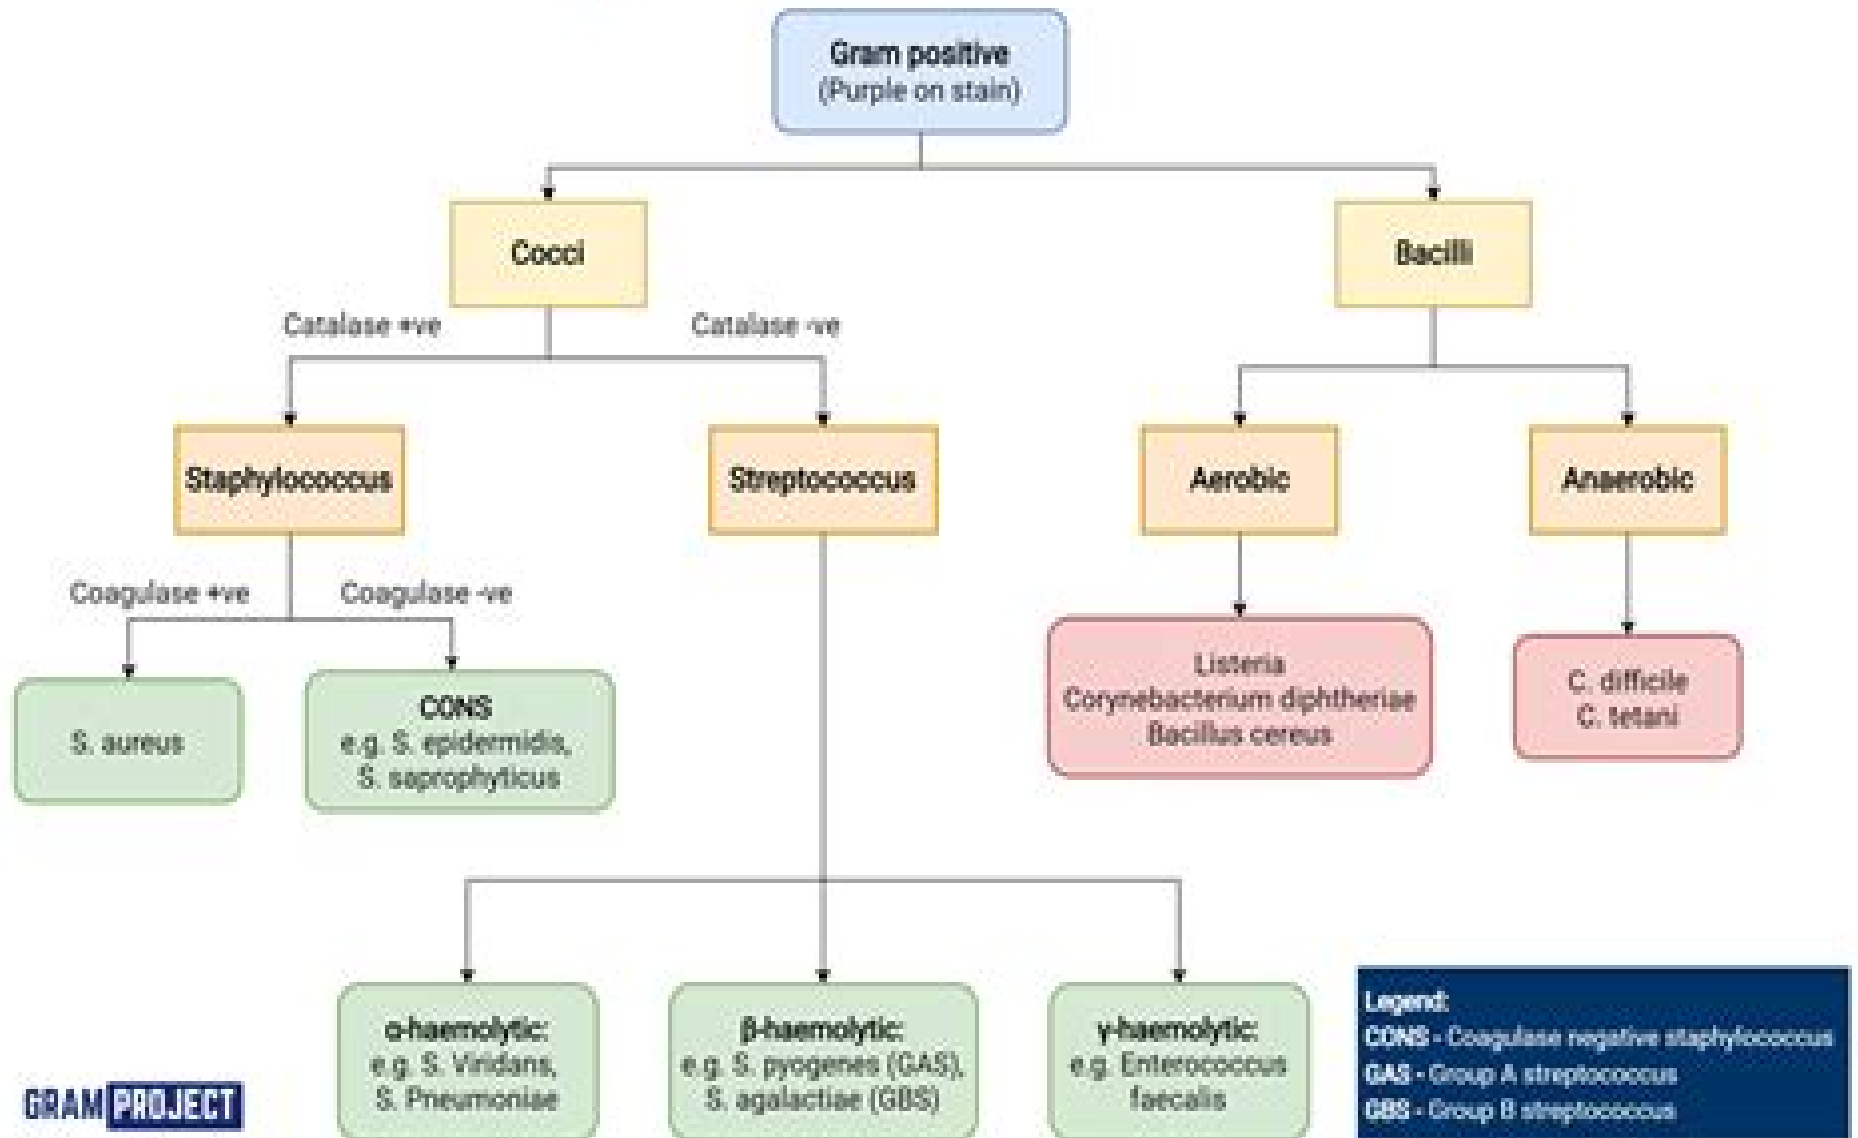 Gram positive
(Purple on stain)
Cocci
Bacilli
Catalase +ve
Catalase -ve
Staphylococcus
Streptococcus
Aerobic
Anaerobic
Coagulase +ve
Coagulase -ve
S. aureus
CONS
e.g. S. epidermidis,
S. saprophyticus
Listeria
Corynebacterium diphtheriae
Bacillus cereus
C. difficile
C. tetani
α-haemolytic:
e.g. S. Viridans,
S. Pneumoniae
β-haemolytic:
e.g. S. pyogenes (GAS),
S. agalactiae (GBS)
γ-haemolytic:
e.g. Enterococcus
faecalis
Legend:
CONS - Coagulase negative staphylococcus
GAS - Group A streptococcus
GBS - Group B streptococcus
GRAM PROJECT